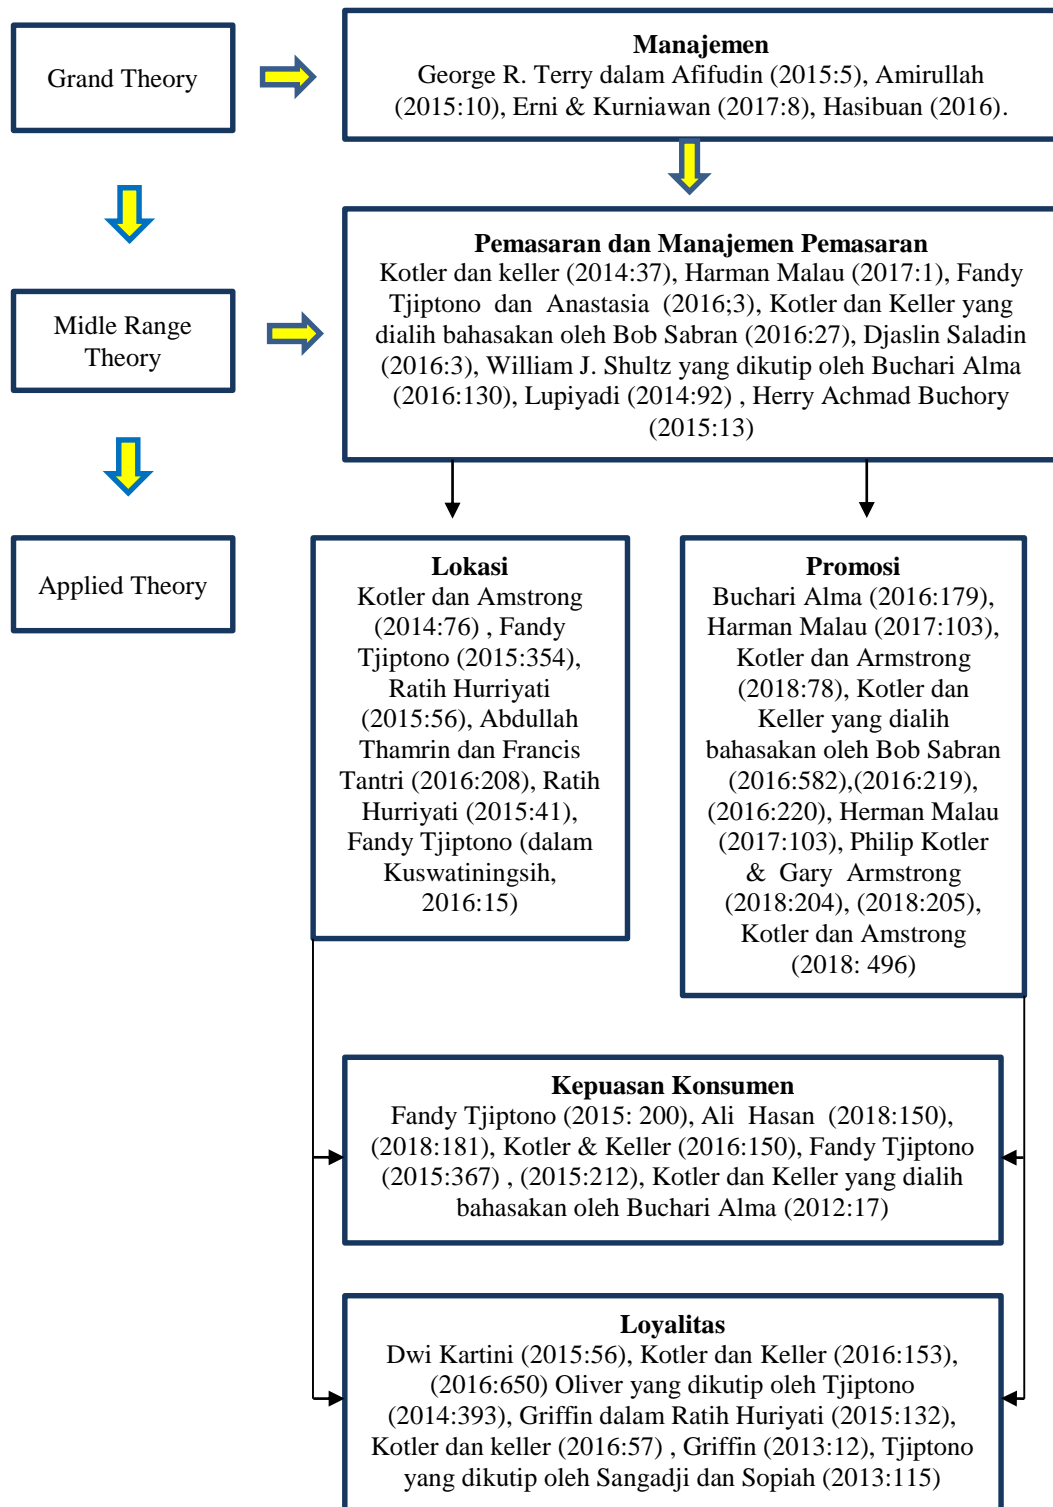 Grand Theory
Manajemen
George R. Terry dalam Afifudin (2015:5), Amirullah
(2015:10), Erni & Kurniawan (2017:8), Hasibuan (2016).
Midle Range
Theory
Pemasaran dan Manajemen Pemasaran
Kotler dan keller (2014:37), Harman Malau (2017:1), Fandy
Tjiptono dan Anastasia (2016;3), Kotler dan Keller yang
dialih bahasakan oleh Bob Sabran (2016:27), Djaslin Saladin
(2016:3), William J. Shultz yang dikutip oleh Buchari Alma
(2016:130), Lupiyadi (2014:92) , Herry Achmad Buchory
(2015:13)
Applied Theory
Lokasi
Kotler dan Amstrong
(2014:76) , Fandy
Tjiptono (2015:354),
Ratih Hurriyati
(2015:56), Abdullah
Thamrin dan Francis
Tantri (2016:208), Ratih
Hurriyati (2015:41),
Fandy Tjiptono (dalam
Kuswatiningsih,
2016:15)
Promosi
Buchari Alma (2016:179),
Harman Malau (2017:103),
Kotler dan Armstrong
(2018:78), Kotler dan
Keller yang dialih
bahasakan oleh Bob Sabran
(2016:582),(2016:219),
(2016:220), Herman Malau
(2017:103), Philip Kotler
& Gary Armstrong
(2018:204), (2018:205),
Kotler dan Amstrong
(2018: 496)
Kepuasan Konsumen
Fandy Tjiptono (2015: 200), Ali Hasan (2018:150),
(2018:181), Kotler & Keller (2016:150), Fandy Tjiptono
(2015:367) , (2015:212), Kotler dan Keller yang dialih
bahasakan oleh Buchari Alma (2012:17)
Loyalitas
Dwi Kartini (2015:56), Kotler dan Keller (2016:153),
(2016:650) Oliver yang dikutip oleh Tjiptono
(2014:393), Griffin dalam Ratih Huriyati (2015:132),
Kotler dan keller (2016:57) , Griffin (2013:12), Tjiptono
yang dikutip oleh Sangadji dan Sopiah (2013:115)